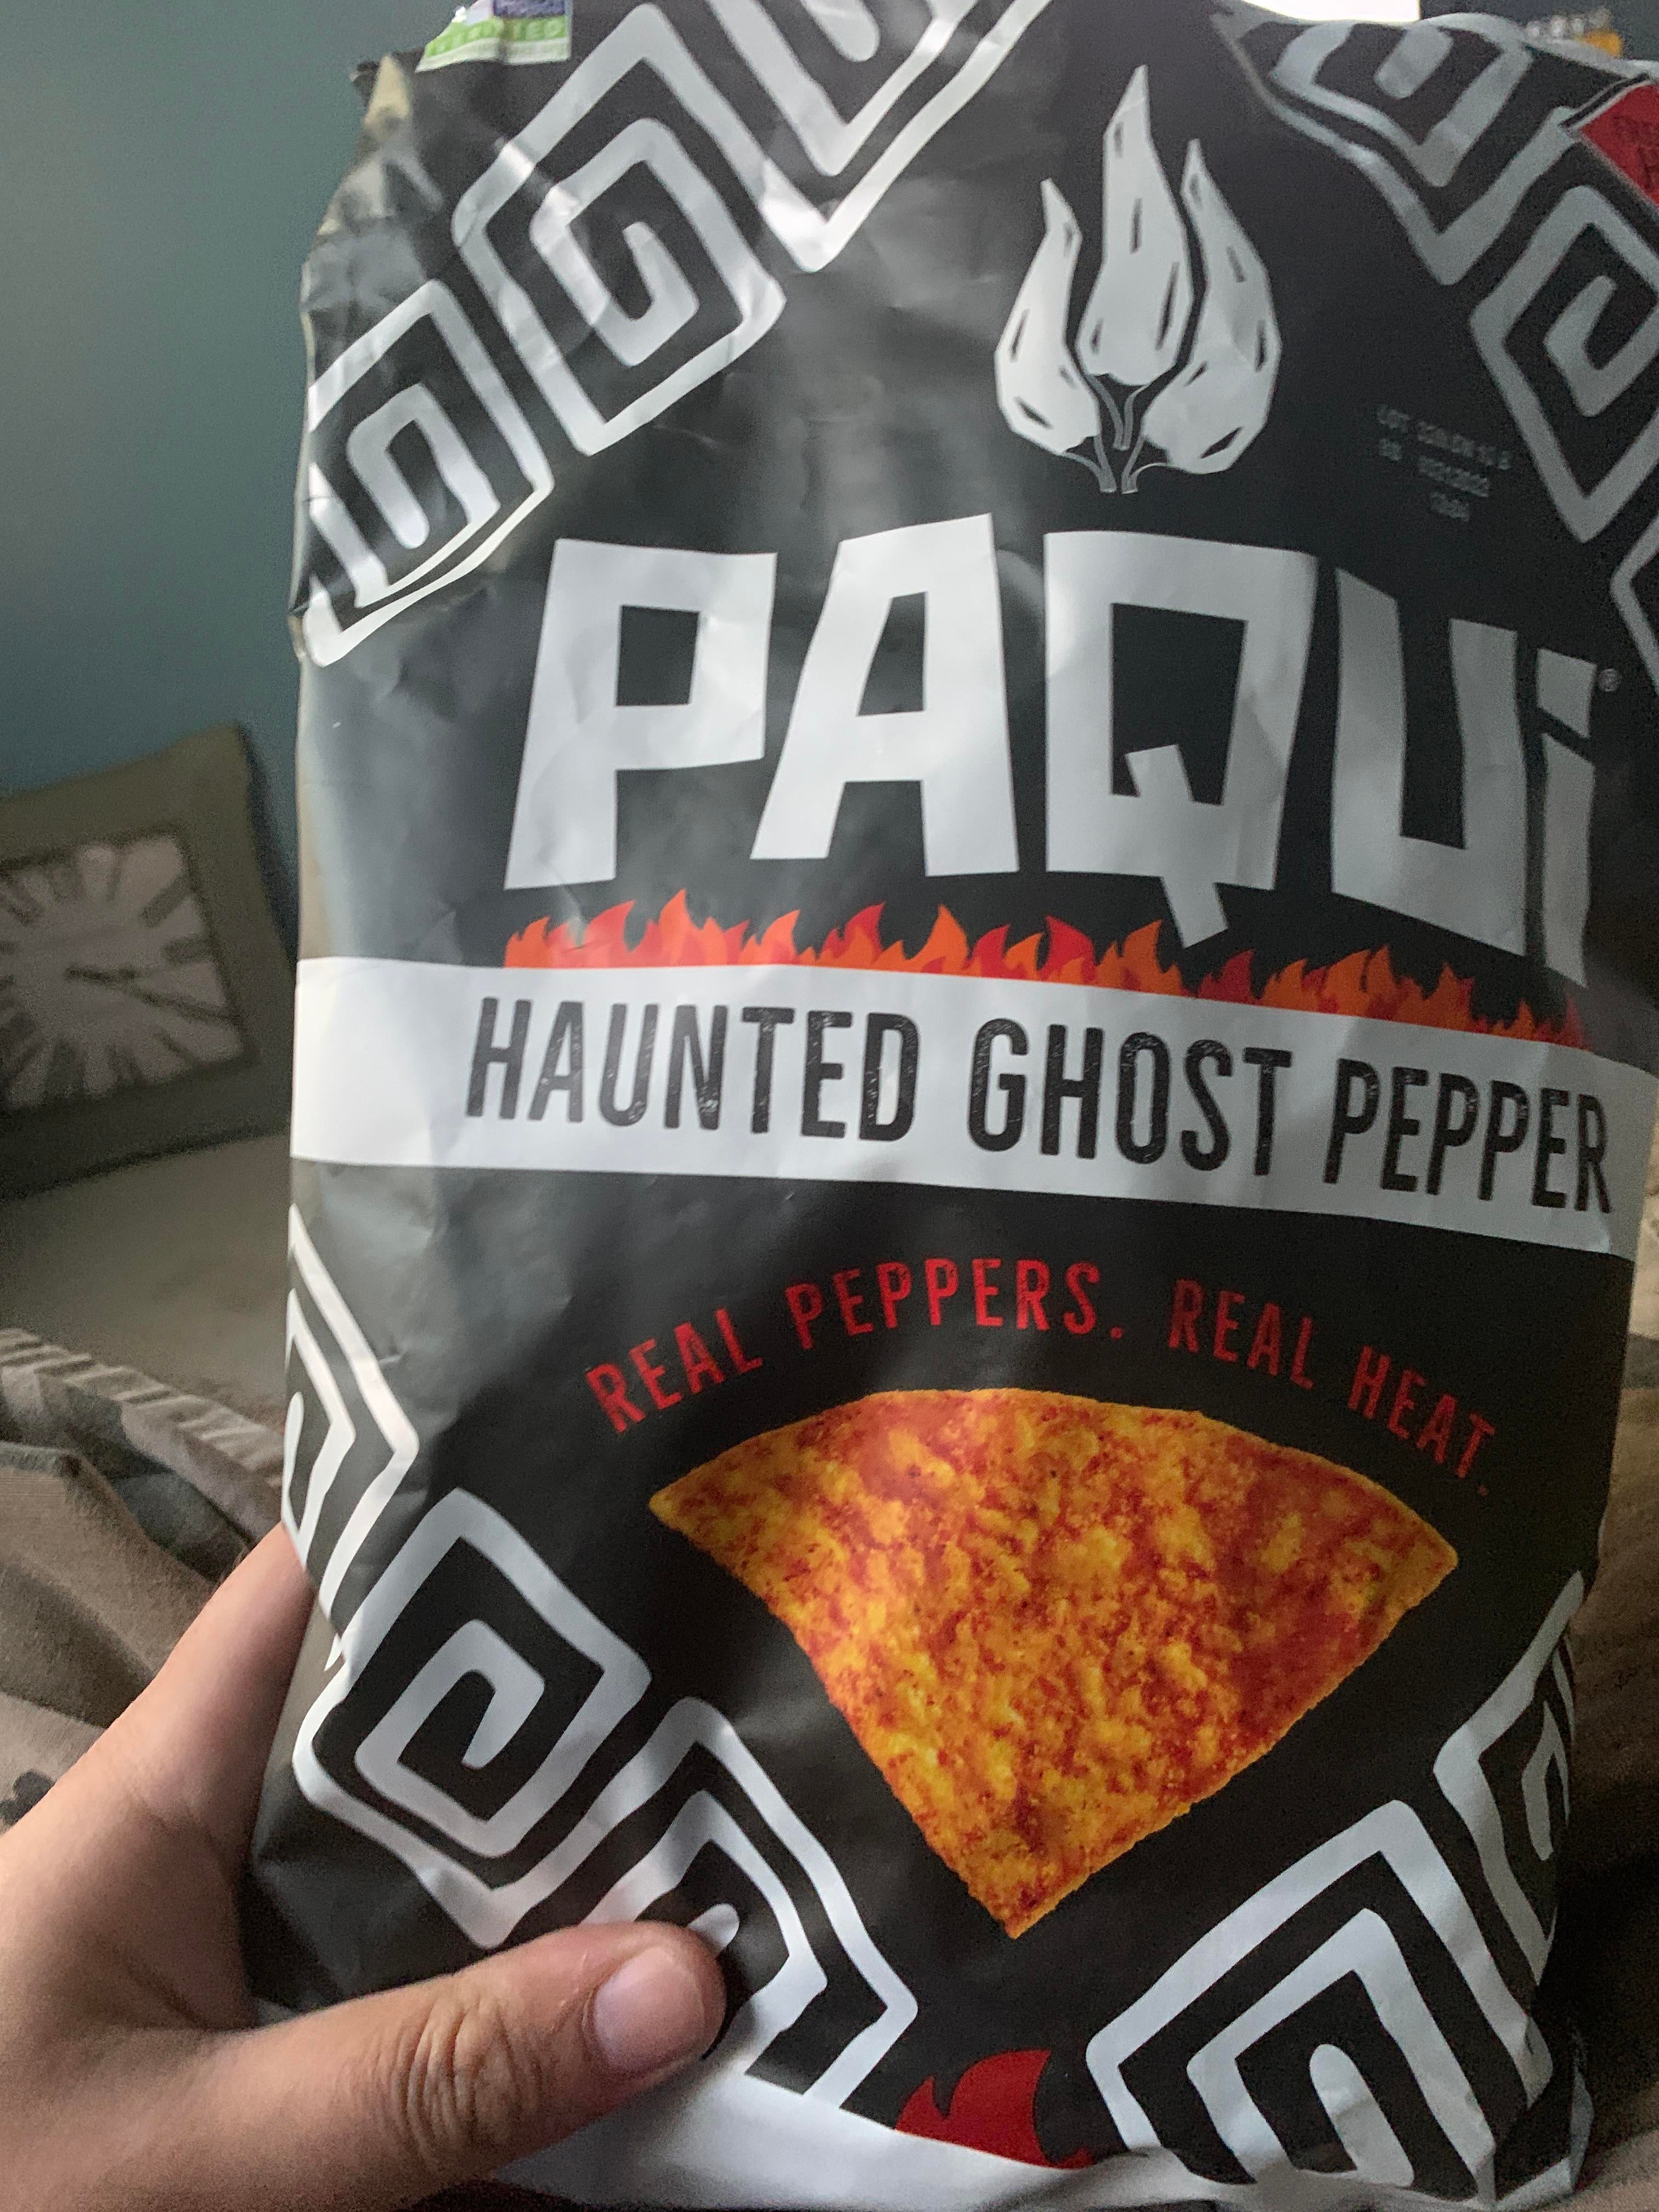 PAQUi®
HAUNTED GHOST PEPPER
REAL PEPPERS. REAL HEAT.